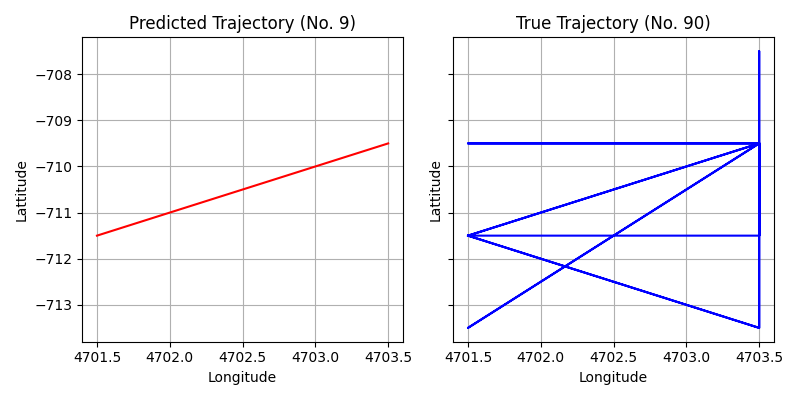 Predicted Trajectory (No. 9)
True Trajectory (No. 90)
Lattitude
−708
−709
−710
−711
−712
−713
4701.5 4702.0 4702.5 4703.0 4703.5
Longitude
Lattitude
4701.5 4702.0 4702.5 4703.0 4703.5
Longitude